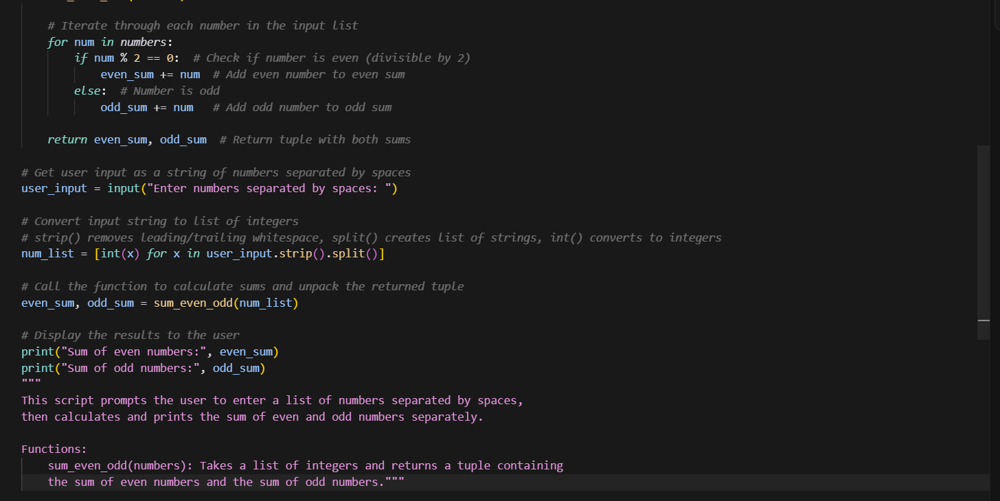 # Iterate through each number in the input list
for num in numbers:
if num % 2 == 0:  # Check if number is even (divisible by 2)
even_sum += num  # Add even number to even sum
else:  # Number is odd
odd_sum += num   # Add odd number to odd sum
return even_sum, odd_sum  # Return tuple with both sums
# Get user input as a string of numbers separated by spaces
user_input = input("Enter numbers separated by spaces: ")
# Convert input string to list of integers
# strip() removes leading/trailing whitespace, split() creates list of strings, int() converts to integers
num_list = [int(x) for x in user_input.strip().split()]
# Call the function to calculate sums and unpack the returned tuple
even_sum, odd_sum = sum_even_odd(num_list)
# Display the results to the user
print("Sum of even numbers:", even_sum)
print("Sum of odd numbers:", odd_sum)
"""
This script prompts the user to enter a list of numbers separated by spaces,
then calculates and prints the sum of even and odd numbers separately.
Functions:
sum_even_odd(numbers): Takes a list of integers and returns a tuple containing
the sum of even numbers and the sum of odd numbers."""